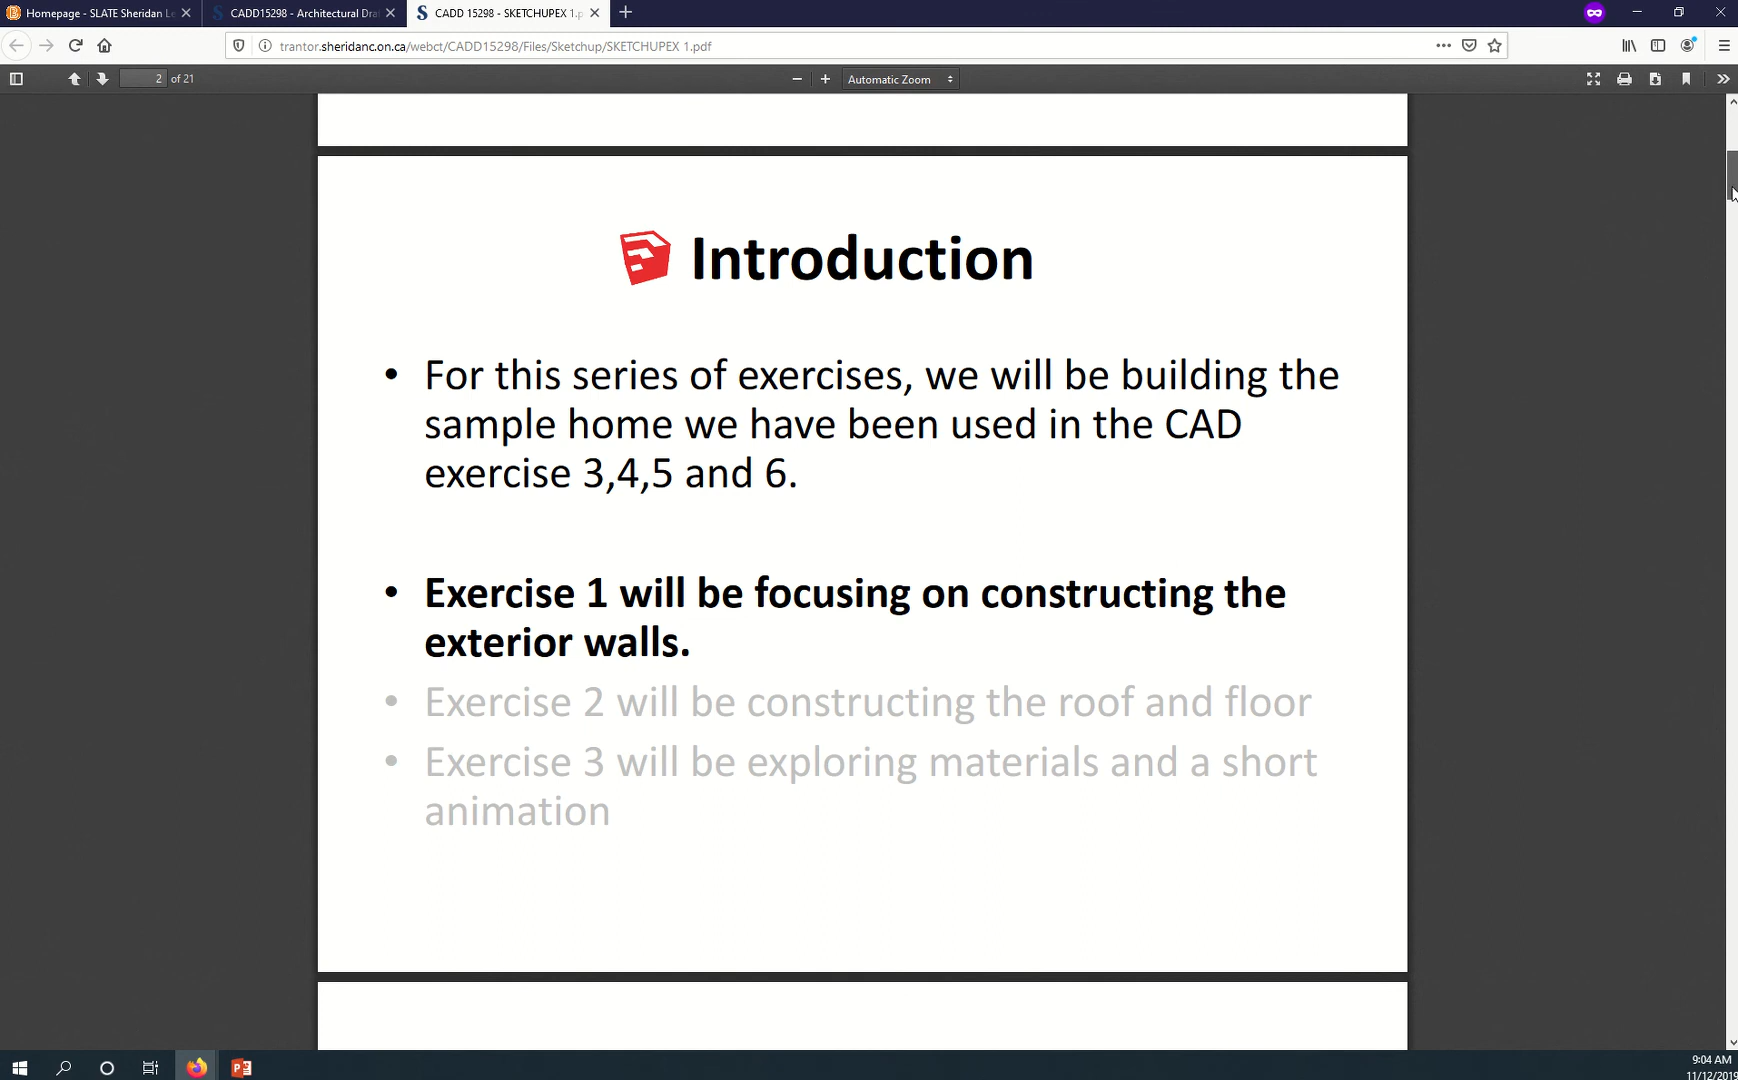 Homepage - SLATE Sheridan Le
CADD15298 - Architectural Dra
CADD 15298 - SKETCHUPEX 1.p
trantor.sheridanc.on.ca/webct/CADD15298/Files/Sketchup/SKETCHUPEX 1.pdf
2 of 21
Automatic Zoom
Introduction
• For this series of exercises, we will be building the
sample home we have been used in the CAD
exercise 3,4,5 and 6.
• Exercise 1 will be focusing on constructing the
exterior walls.
• Exercise 2 will be constructing the roof and floor
• Exercise 3 will be exploring materials and a short
animation
9:04 AM
11/12/2019